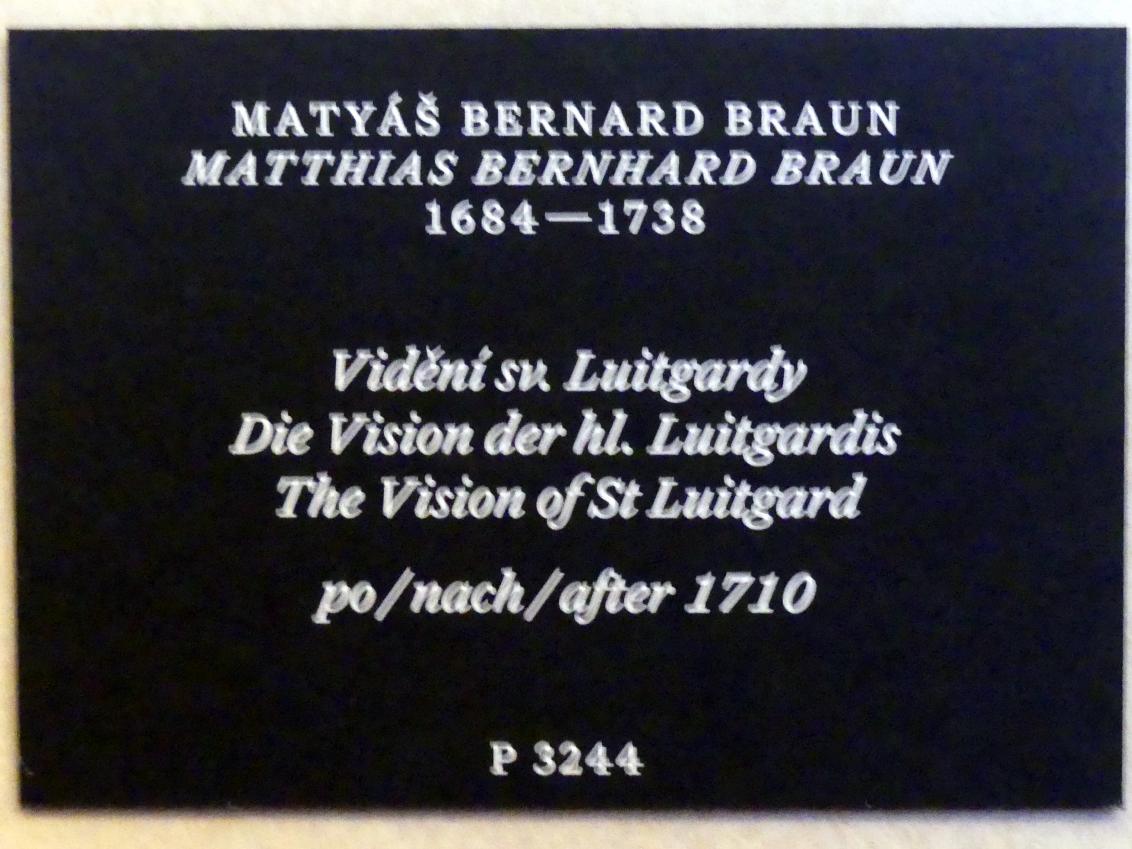 MATYÁŠ BERNARD BRAUN
MATTHIAS BERNHARD BRAUN
1684—1738
Vidění sv. Luitgardy
Die Vision der hl. Luitgardis
The Vision of St Luitgard
po/nach/after 1710
P 3244